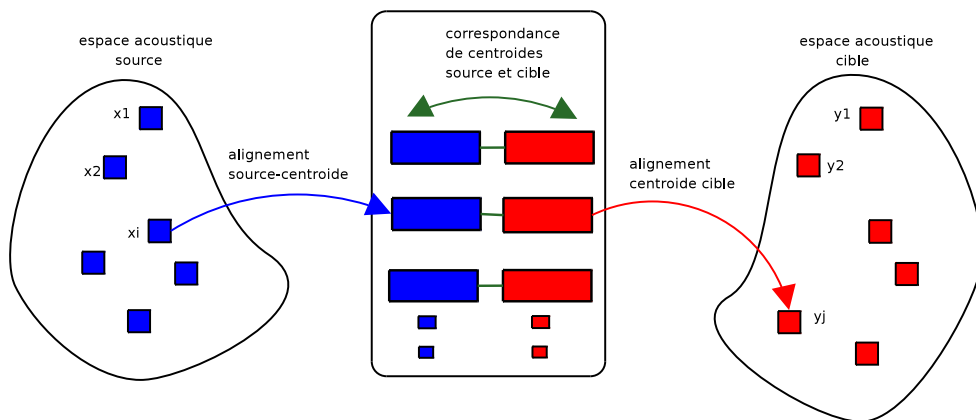 espace acoustique
source
x1
x2
xi
alignement
source-centroide
correspondance
de centroides
source et cible
alignement
centroide cible
espace acoustique
cible
y1
y2
yj